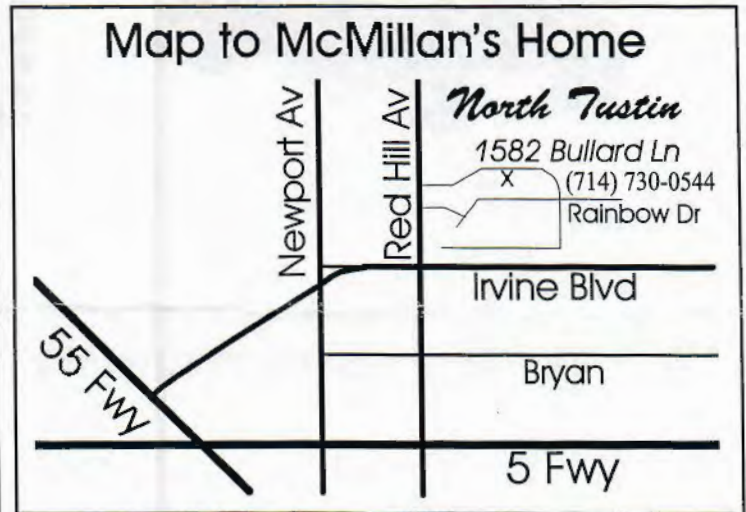 Map to McMillan's Home
Newport Av
Red Hill Av
North Tustin
1582 Bullard Ln
X
(714) 730-0544
Rainbow Dr
Irvine Blvd
55 Fwy
Bryan
5 Fwy